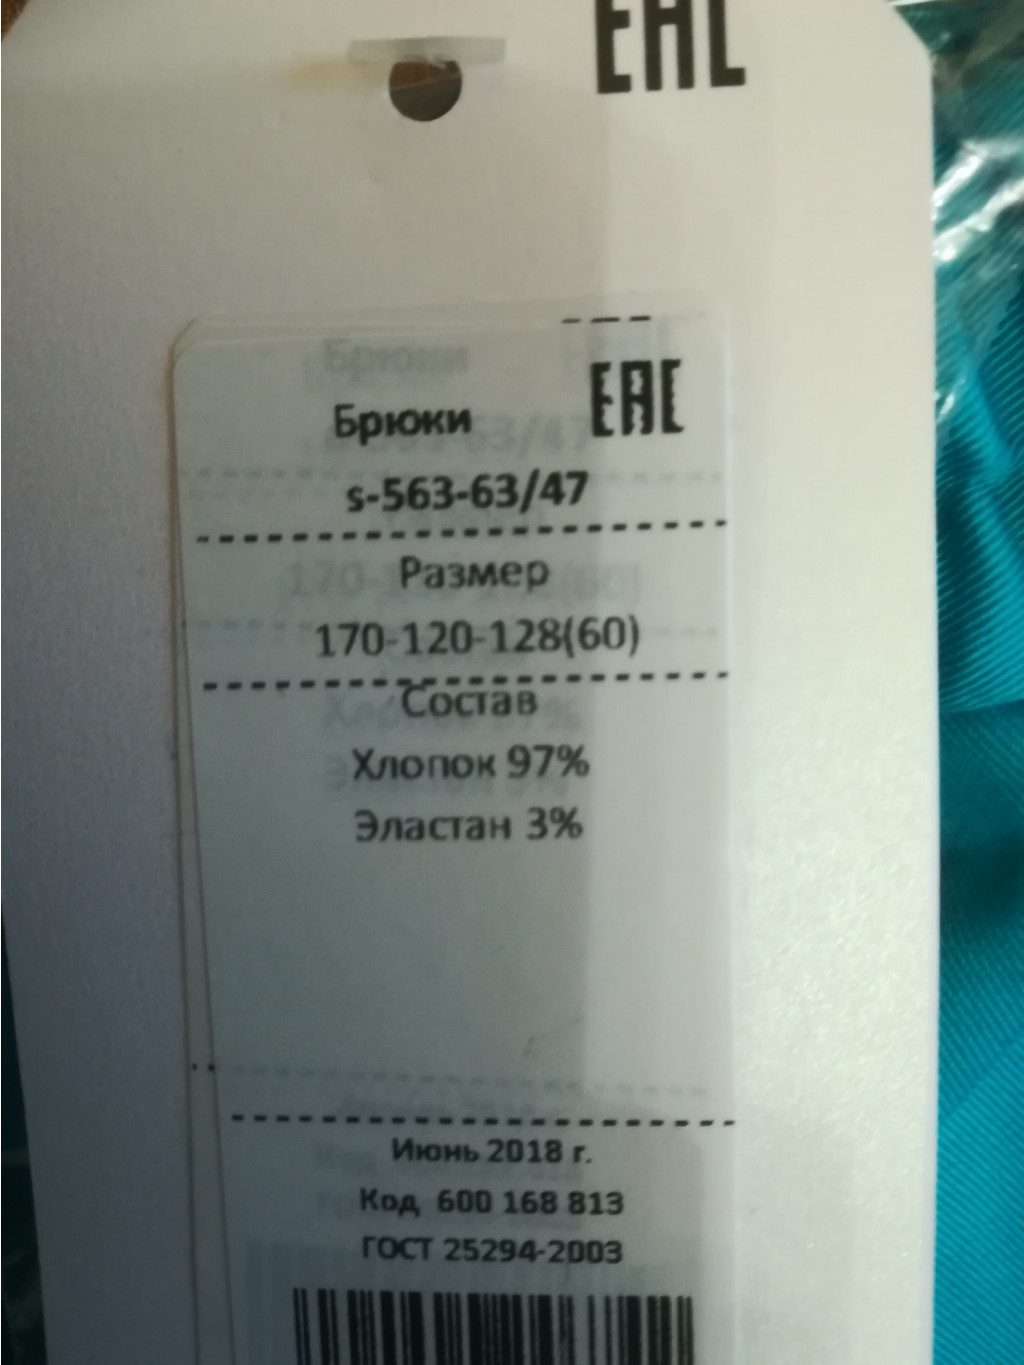 ЕАС
Брюки
ЕАС
s-563-63/47
Размер
170-120-128(60)
Состав
Хлопок 97%
Эластан 3%
Июнь 2018 г.
Код 600 168 813
ГОСТ 25294-2003